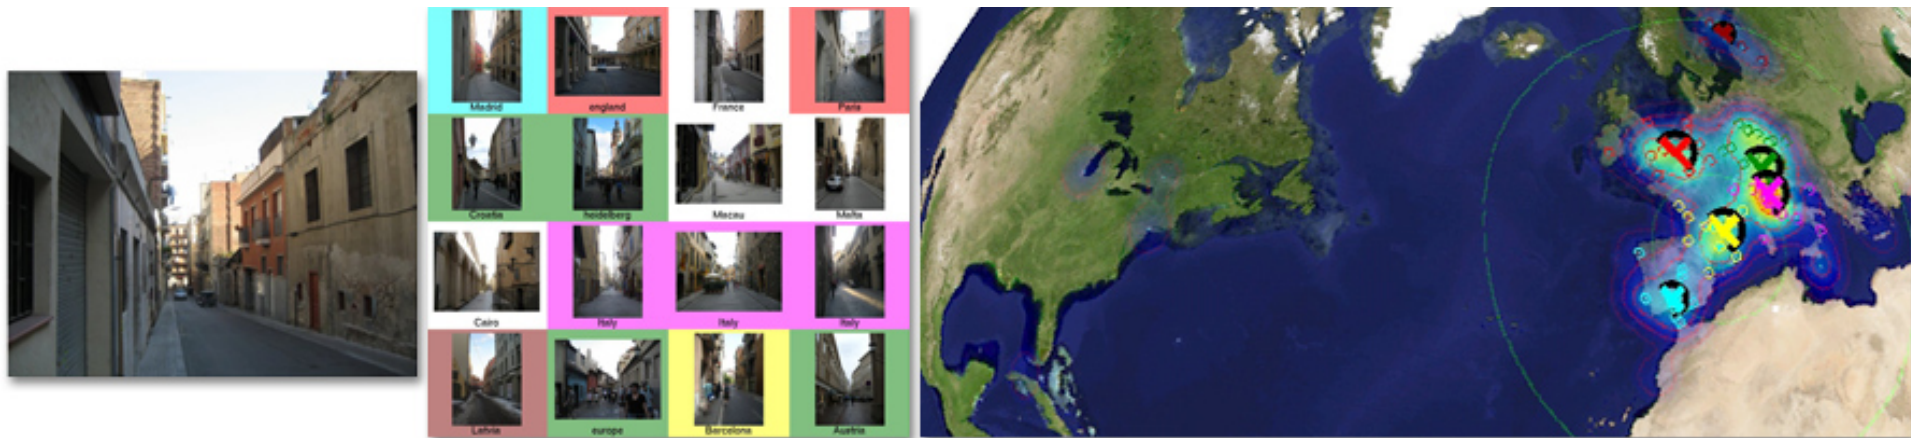 Madrid england France Paris
Croatia heidelberg Macau Malta
Cairo Italy Italy Italy
Latvia europe Barcelona Austria